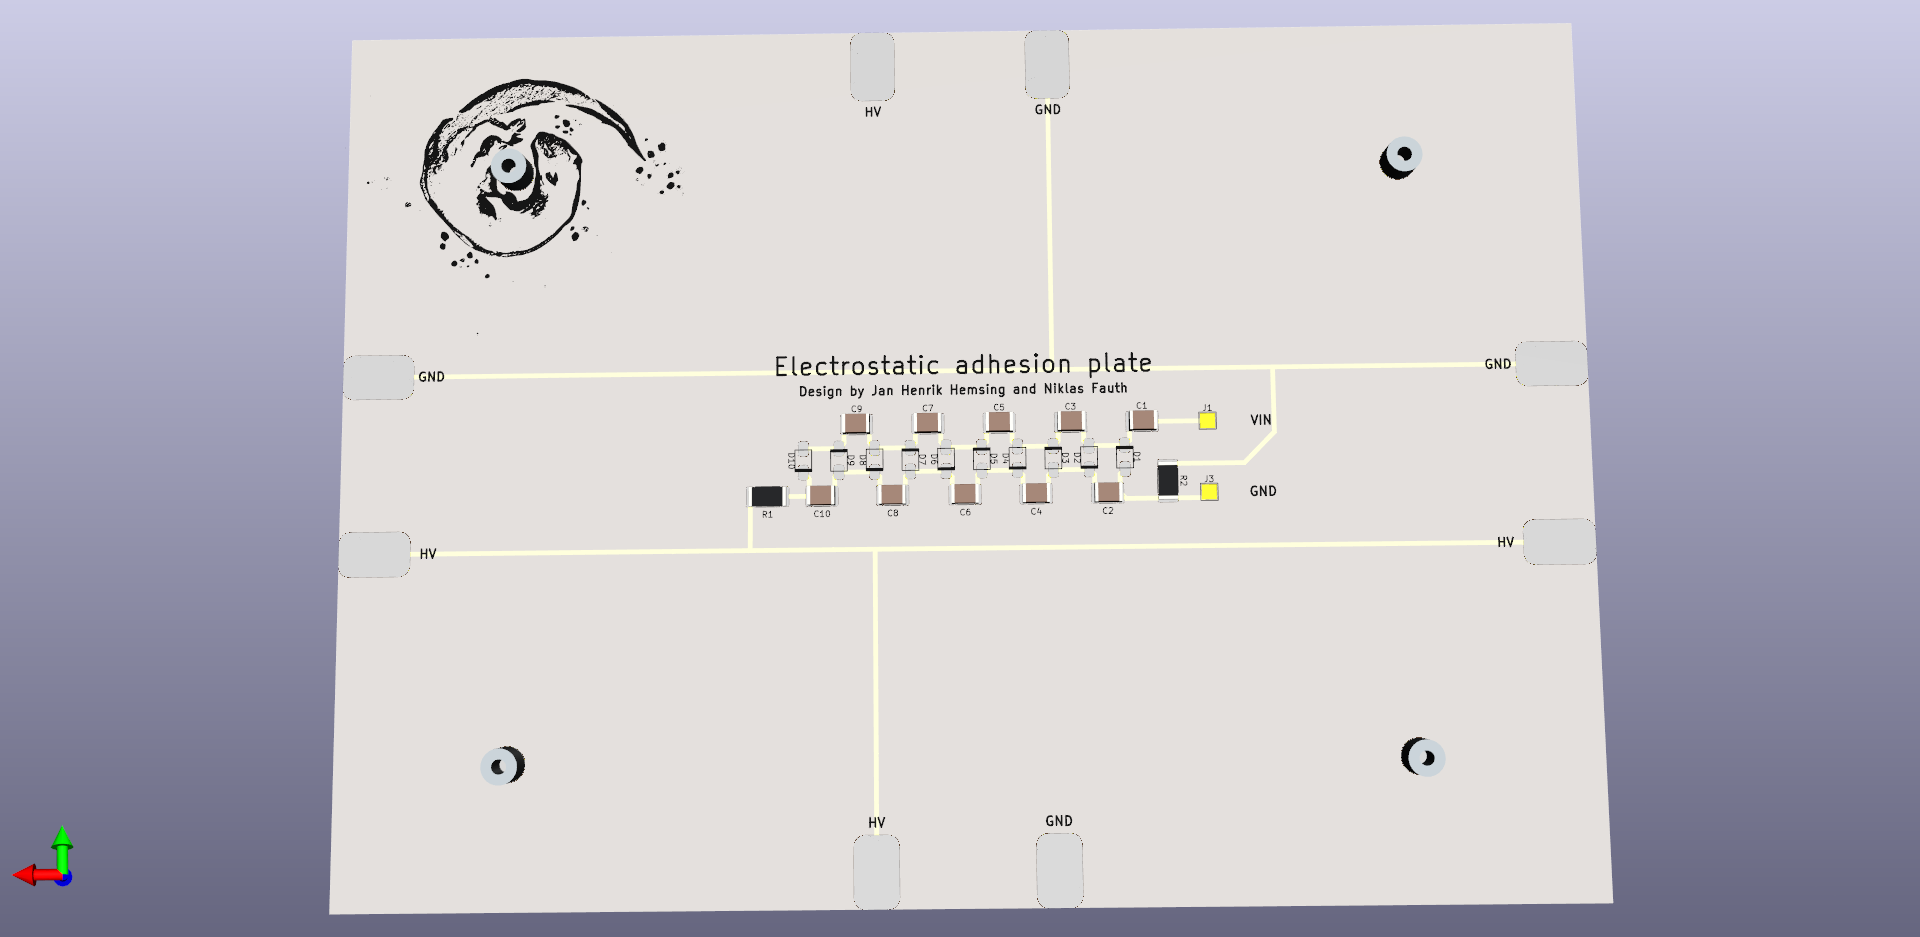 HV
GND
GND
GND
Electrostatic adhesion plate
Design by Jan Henrik Hemsing and Niklas Fauth
C9 C7 C5 C3 C1 J1
VIN
D10 D9 D8 D7 D6 D5 D4 D3 D2 D1
R2 J3
GND
R1 C10 C8 C6 C4 C2
HV
HV
HV
GND